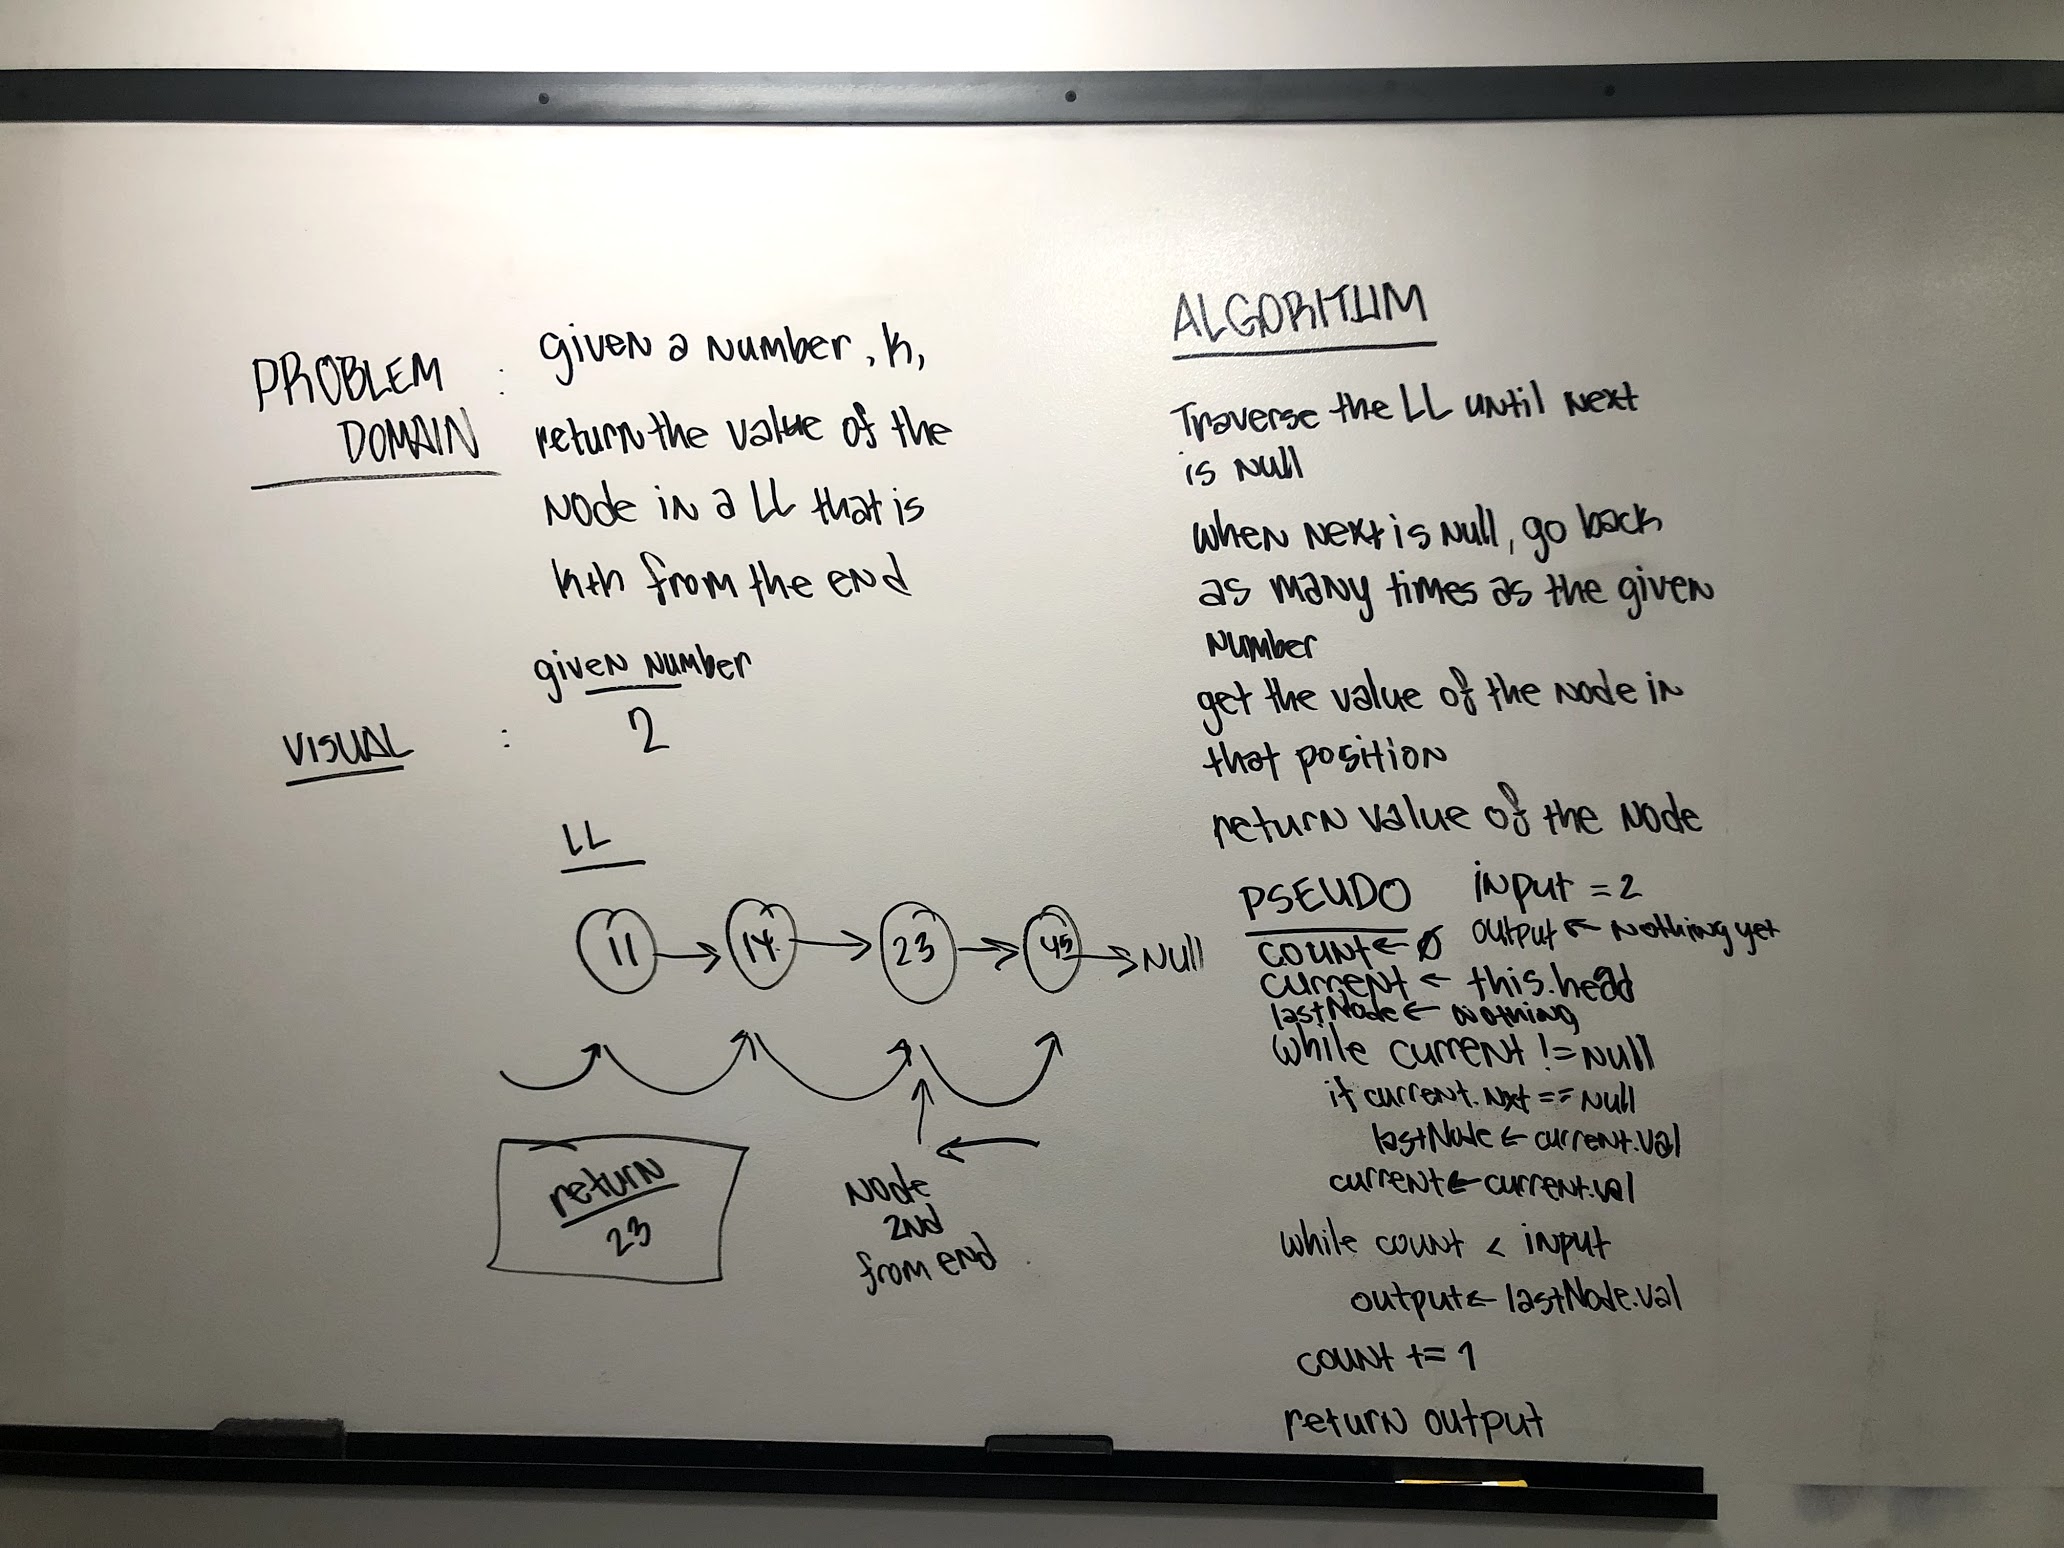 PROBLEM
DOMAIN
:
given a number, k,
return the value of the
node in a LL that is
kth from the end
VISUAL
:
given number
2
LL
11
14
23
45
Null
return
23
Node
2nd
from end
ALGORITHM
Traverse the LL until next
is null
when next is null, go back
as many times as the given
number
get the value of the node in
that position
return value of the node
PSEUDO input = 2
output ← nothing yet
count ← 0
current ← this.head
lastNode ← nothing
while current != null
if current.nxt == null
lastNode ← current.val
current ← current.val
while count < input
output ← lastNode.val
count += 1
return output